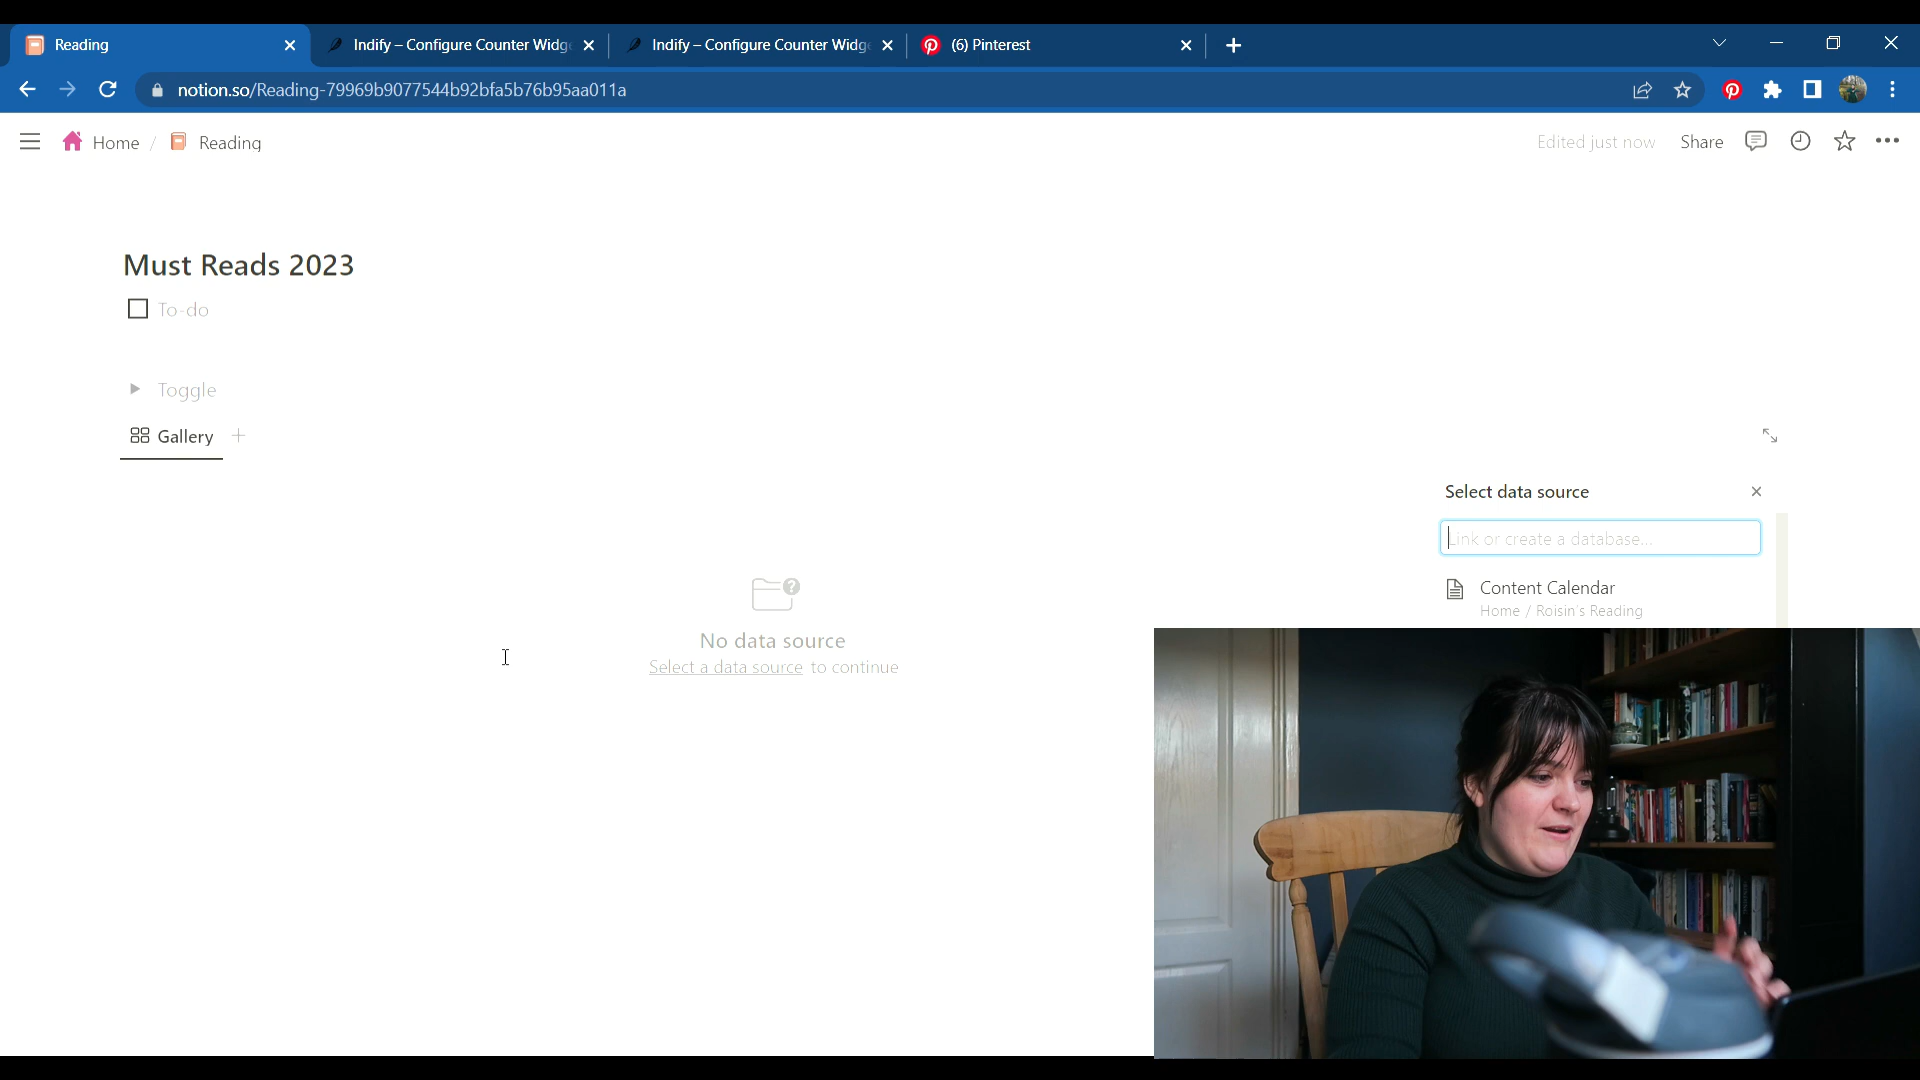 Reading
Indify – Configure Counter Widg
Indify – Configure Counter Widge
(6) Pinterest
notion.so/Reading-79969b9077544b92bfa5b76b95aa011a
Home / Reading
Edited just now
Share
Must Reads 2023
To-do
Toggle
Gallery
Select data source
Link or create a database...
Content Calendar
Home / Roisin's Reading
No data source
Select a data source to continue